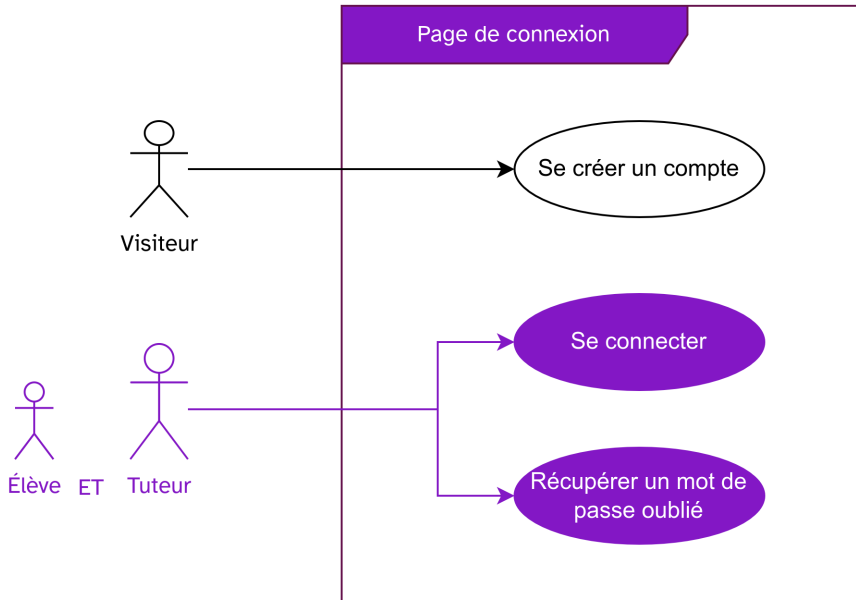 Page de connexion
Se créer un compte
Visiteur
Se connecter
Élève ET Tuteur
Récupérer un mot de
passe oublié